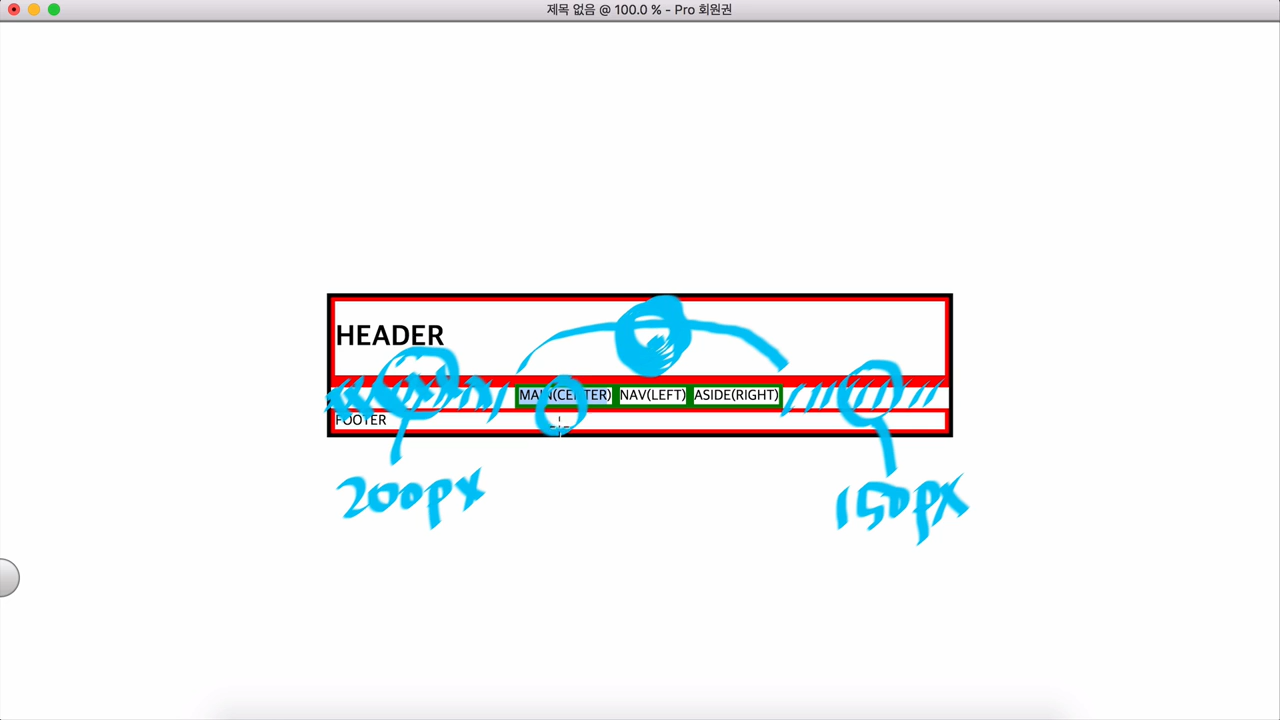 제목 없음 @ 100.0 % - Pro 회원권
HEADER
MAIN(CENTER) NAV(LEFT) ASIDE(RIGHT)
FOOTER
200px 150px